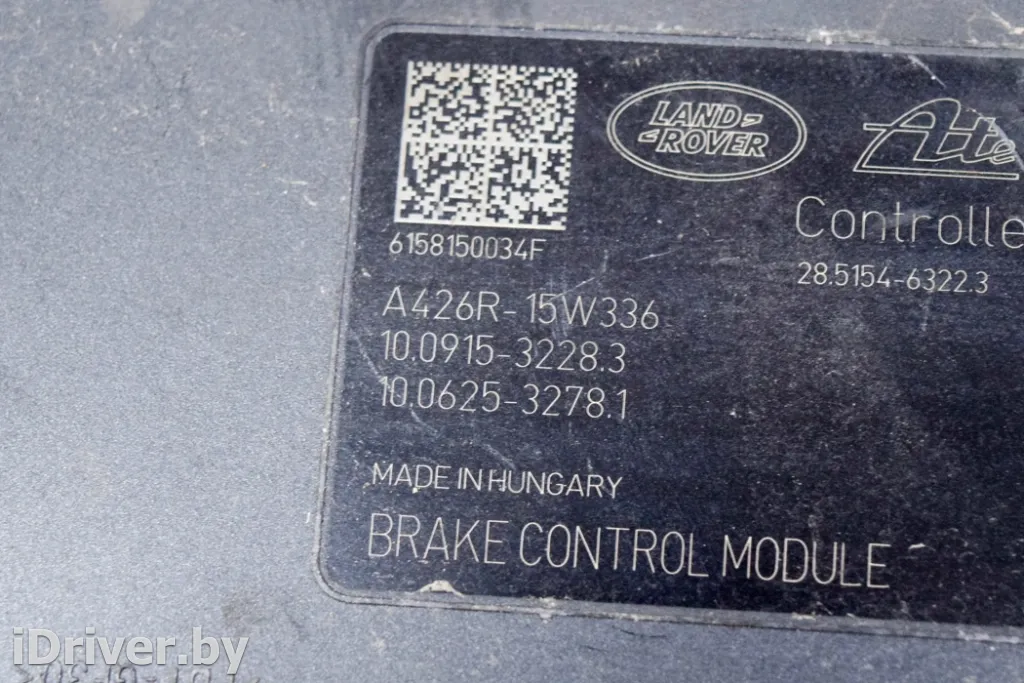 LAND
ROVER
Ate
6158150034F
Controlle
28.5154-6322.3
A426R-15W336
10.0915-3228.3
10.0625-3278.1
MADE IN HUNGARY
BRAKE CONTROL MODULE
iDriver.by